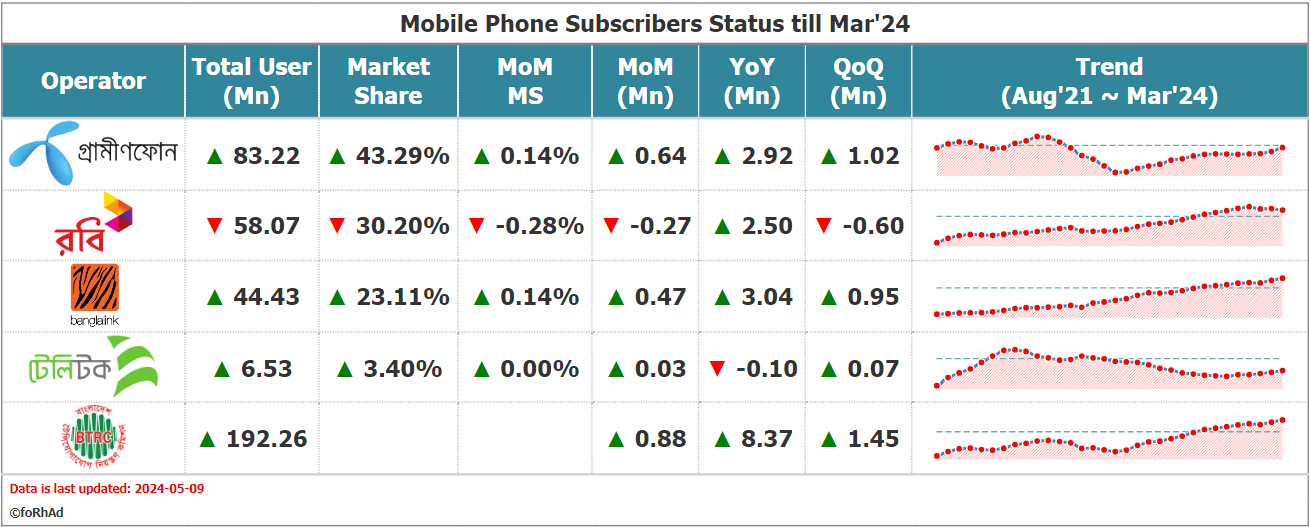 Mobile Phone Subscribers Status till Mar'24
Operator Total User (Mn) Market Share MoM MS MoM (Mn) YoY (Mn) QoQ (Mn) Trend (Aug'21 ~ Mar'24)
গ্রামীণফোন ▲ 83.22 ▲ 43.29% ▲ 0.14% ▲ 0.64 ▲ 2.92 ▲ 1.02
রবি ▼ 58.07 ▼ 30.20% ▼ -0.28% ▼ -0.27 ▲ 2.50 ▼ -0.60
banglalink ▲ 44.43 ▲ 23.11% ▲ 0.14% ▲ 0.47 ▲ 3.04 ▲ 0.95
টেলিটক ▲ 6.53 ▲ 3.40% ▲ 0.00% ▲ 0.03 ▼ -0.10 ▲ 0.07
বাংলাদেশ টেলিযোগাযোগ নিয়ন্ত্রণ কমিশন
BTRC ▲ 192.26 ▲ 0.88 ▲ 8.37 ▲ 1.45
Data is last updated: 2024-05-09
©foRhAd